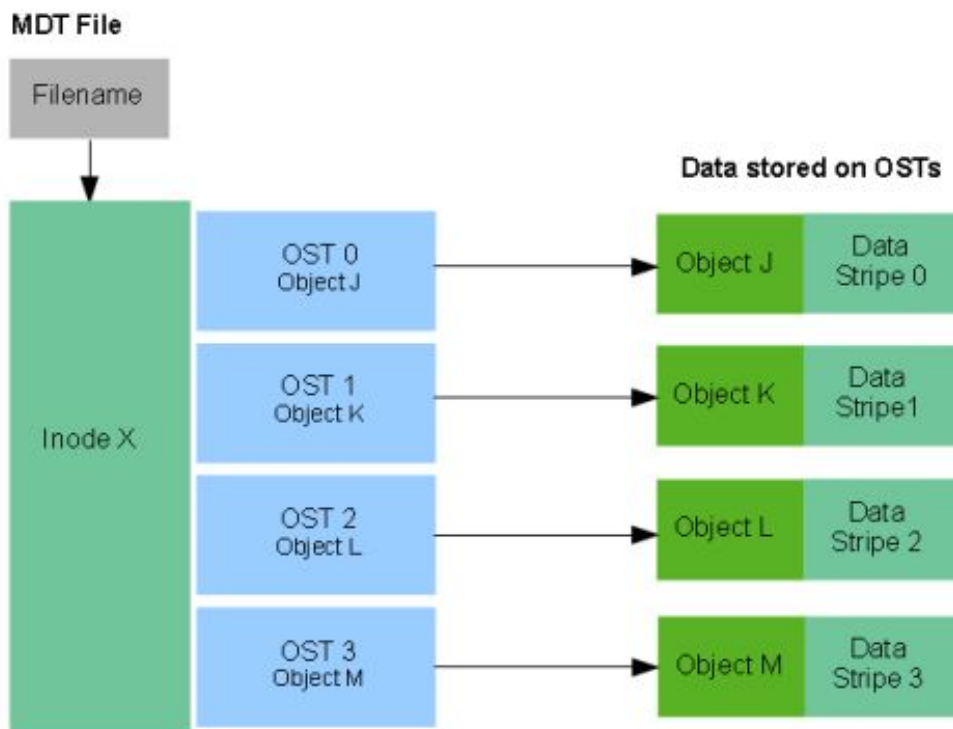 MDT File
Filename
Data stored on OSTs
Inode X
OST 0
Object J
Object J
Data
Stripe 0
OST 1
Object K
Object K
Data
Stripe1
OST 2
Object L
Object L
Data
Stripe 2
OST 3
Object M
Object M
Data
Stripe 3